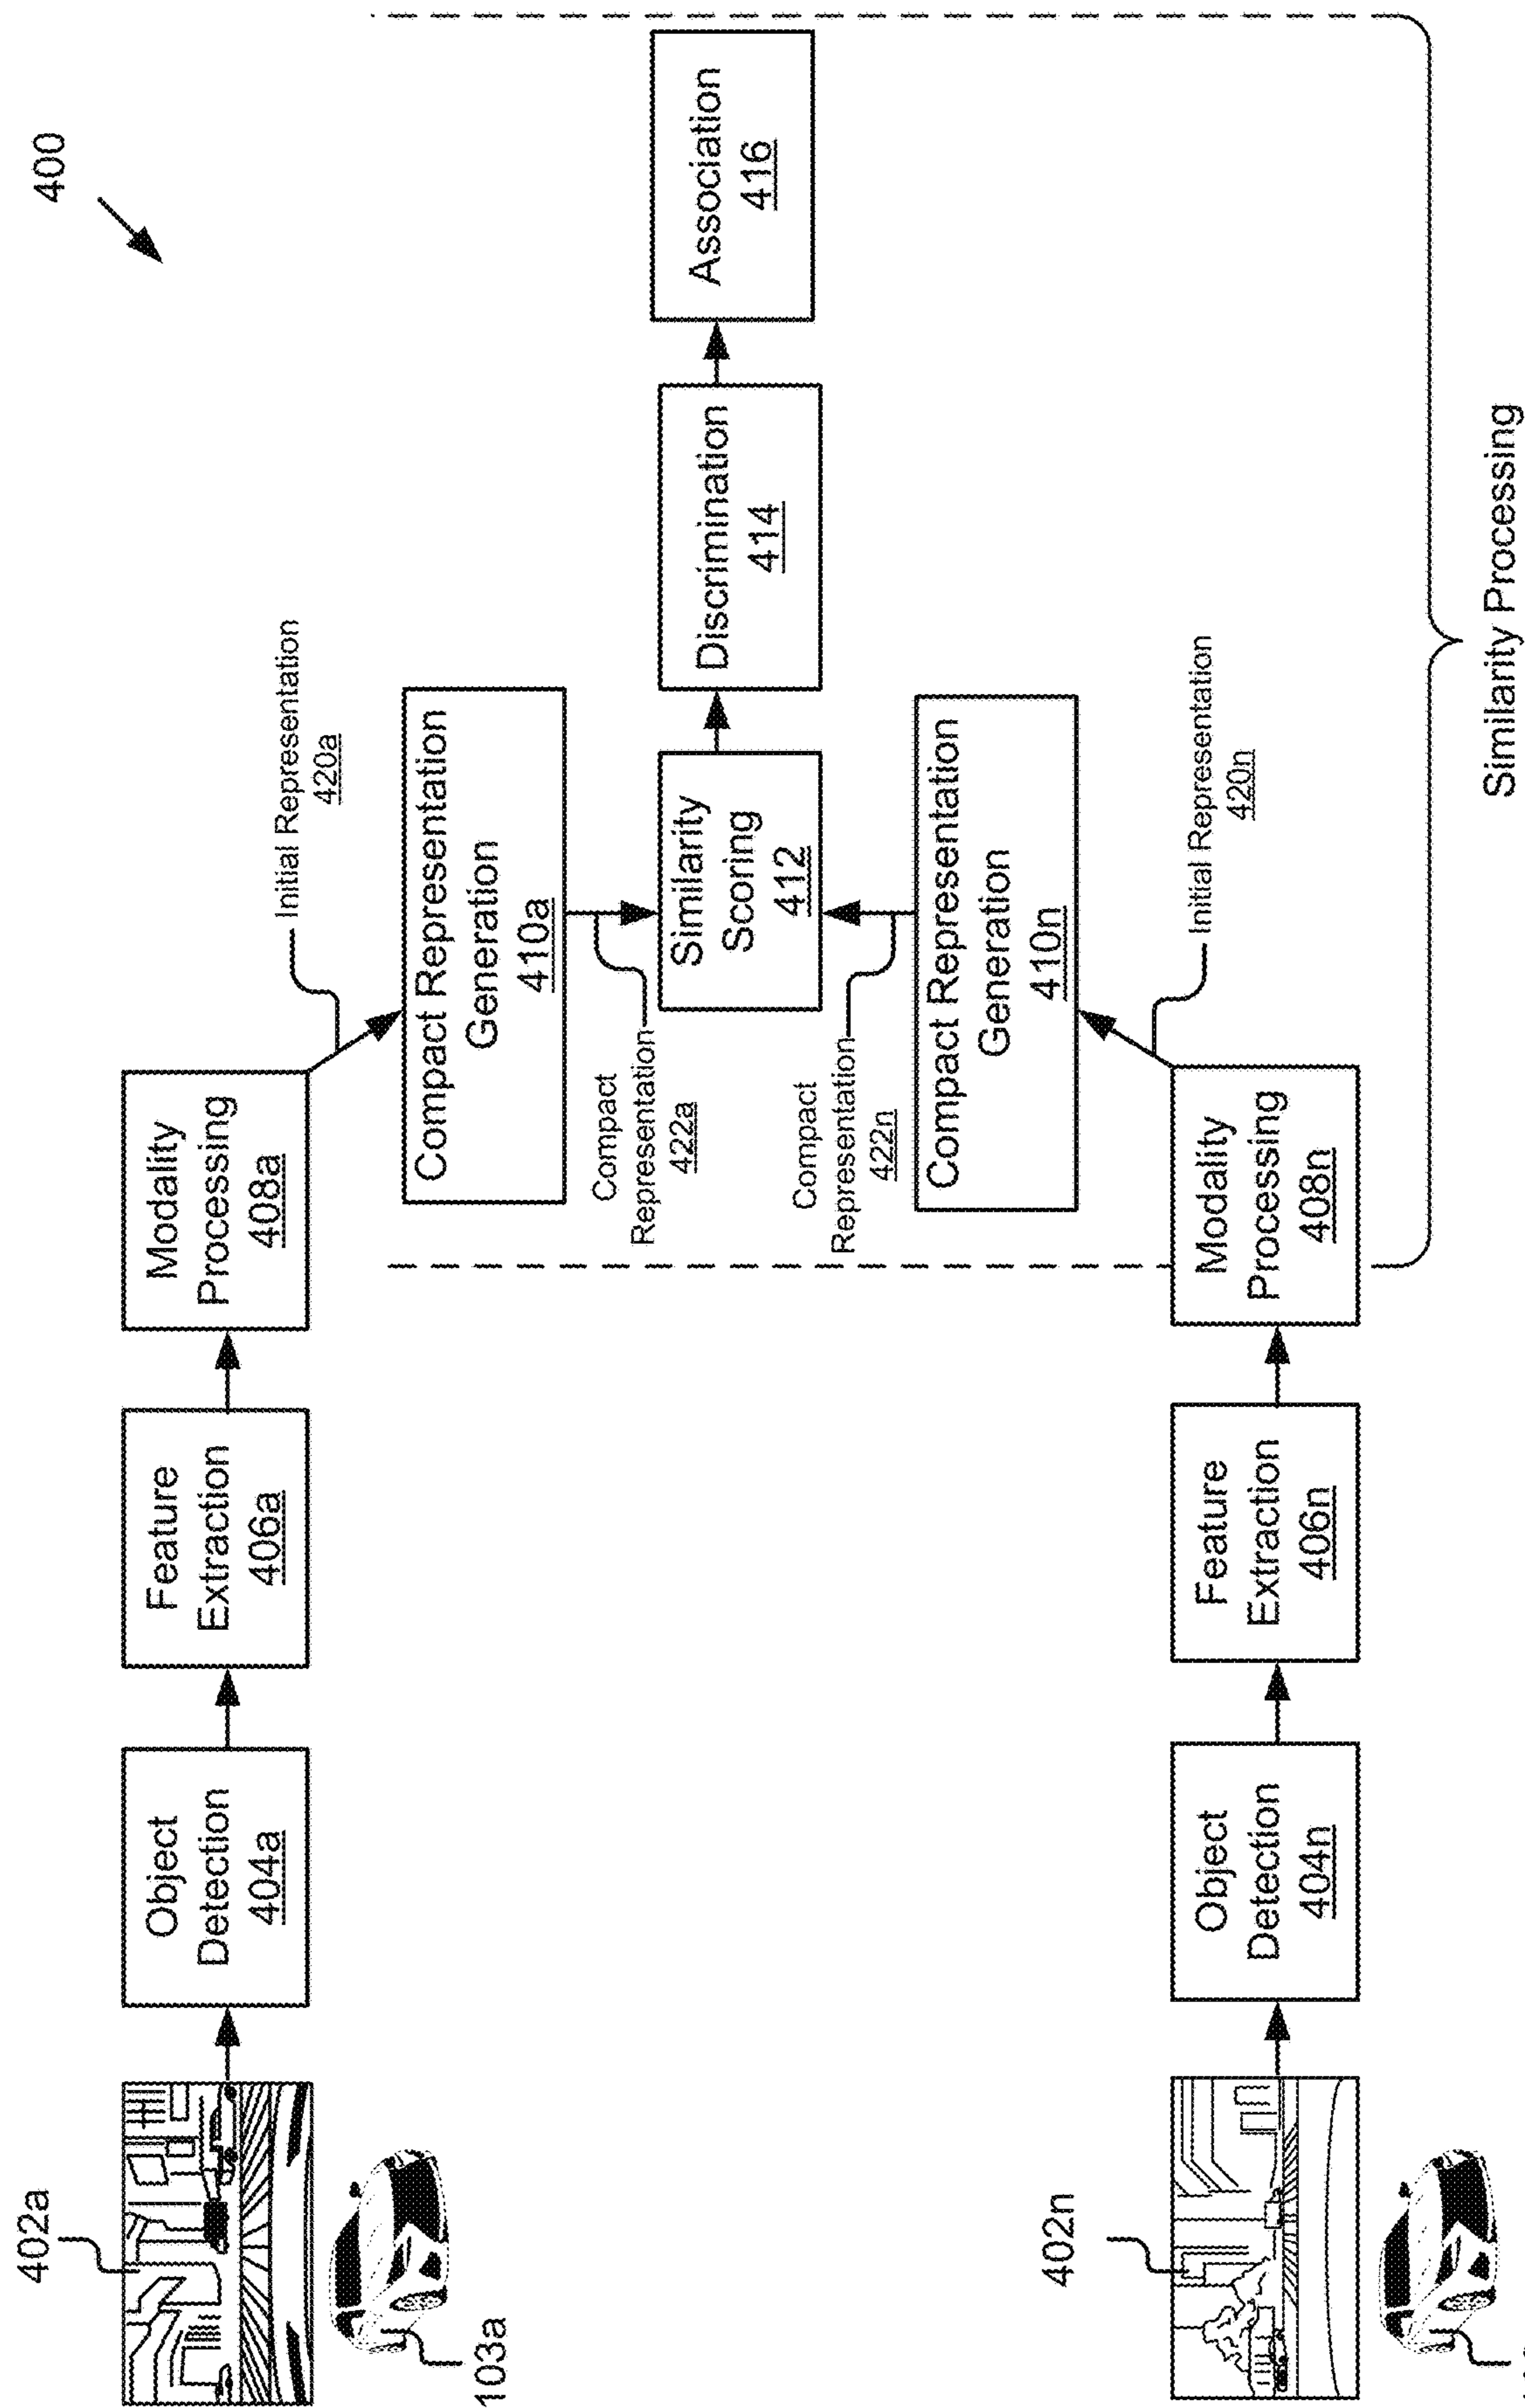 400
402a
103a
Object
Detection
404a
Feature
Extraction
406a
Modality
Processing
408a
Initial Representation
420a
Compact Representation
Generation
410a
Compact
Representation
422a
Similarity
Scoring
412
Discrimination
414
Association
416
Compact
Representation
422n
Compact Representation
Generation
410n
Initial Representation
420n
402n
Object
Detection
404n
Feature
Extraction
406n
Modality
Processing
408n
Similarity Processing